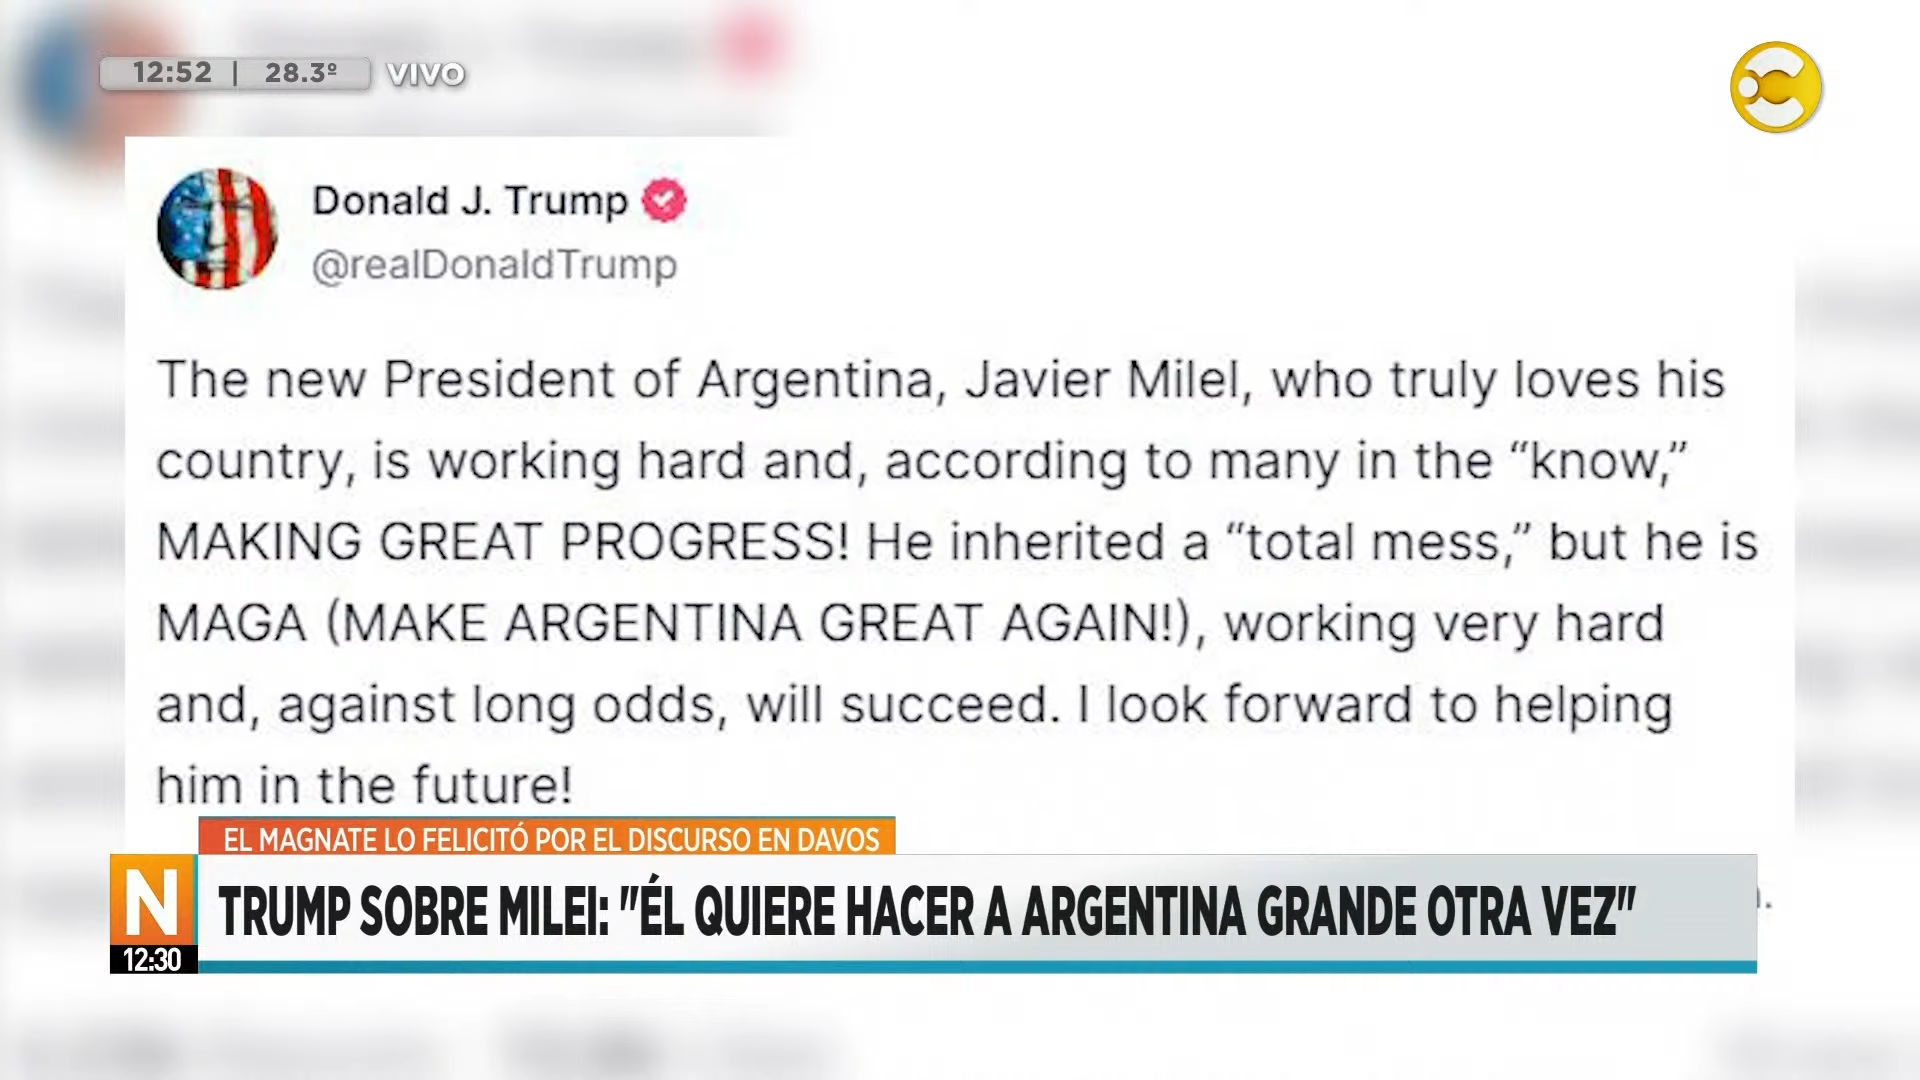 12:52 | 28.3º VIVO
Donald J. Trump
@realDonaldTrump
The new President of Argentina, Javier Milel, who truly loves his
country, is working hard and, according to many in the “know,”
MAKING GREAT PROGRESS! He inherited a “total mess,” but he is
MAGA (MAKE ARGENTINA GREAT AGAIN!), working very hard
and, against long odds, will succeed. I look forward to helping
him in the future!
EL MAGNATE LO FELICITÓ POR EL DISCURSO EN DAVOS
N
TRUMP SOBRE MILEI: "ÉL QUIERE HACER A ARGENTINA GRANDE OTRA VEZ"
12:30